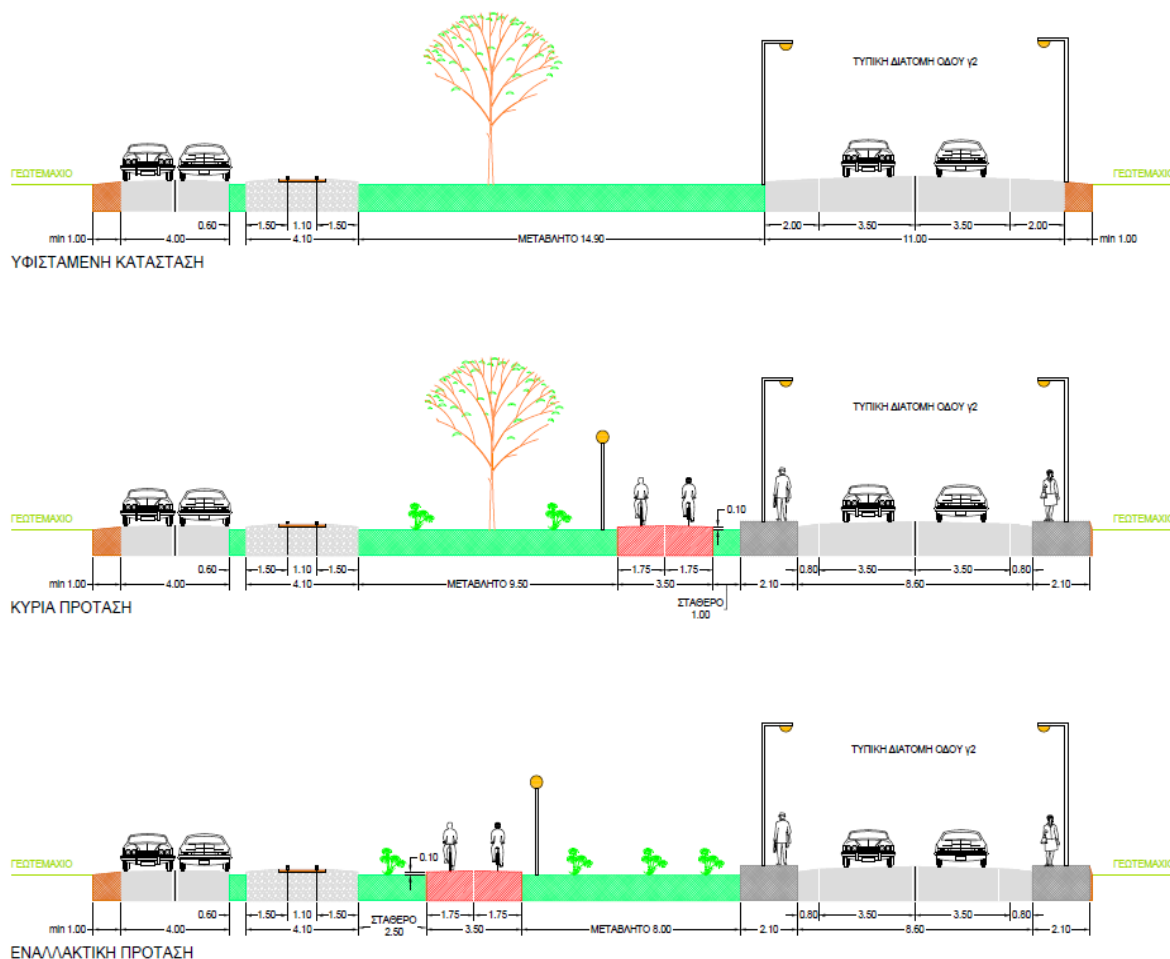 ΤΥΠΙΚΗ ΔΙΑΤΟΜΗ ΟΔΟΥ γ2
ΓΕΩΤΕΜΑΧΙΟ
ΓΕΩΤΕΜΑΧΙΟ
0.60 1.50 1.10 1.50 2.00 3.50 3.50 2.00
min 1.00 4.00 4.10 ΜΕΤΑΒΛΗΤΟ 14.90 11.00 min 1.00
ΥΦΙΣΤΑΜΕΝΗ ΚΑΤΑΣΤΑΣΗ
ΤΥΠΙΚΗ ΔΙΑΤΟΜΗ ΟΔΟΥ γ2
0.10
ΓΕΩΤΕΜΑΧΙΟ
ΓΕΩΤΕΜΑΧΙΟ
0.60 1.50 1.10 1.50 1.75 1.75 0.80 3.50 3.50 0.80
min 1.00 4.00 4.10 ΜΕΤΑΒΛΗΤΟ 9.50 3.50 2.10 8.60 2.10
ΣΤΑΘΕΡΟ
1.00
ΚΥΡΙΑ ΠΡΟΤΑΣΗ
ΤΥΠΙΚΗ ΔΙΑΤΟΜΗ ΟΔΟΥ γ2
0.10
ΓΕΩΤΕΜΑΧΙΟ
ΓΕΩΤΕΜΑΧΙΟ
0.60 1.50 1.10 1.50 ΣΤΑΘΕΡΟ 1.75 1.75 0.80 3.50 3.50 0.80
min 1.00 4.00 4.10 2.50 3.50 ΜΕΤΑΒΛΗΤΟ 8.00 2.10 8.60 2.10
ΕΝΑΛΛΑΚΤΙΚΗ ΠΡΟΤΑΣΗ